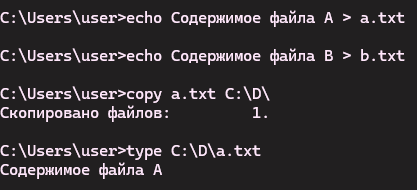 C:\Users\user>echo Содержимое файла A > a.txt
C:\Users\user>echo Содержимое файла B > b.txt
C:\Users\user>copy a.txt C:\D\
Скопировано файлов:         1.
C:\Users\user>type C:\D\a.txt
Содержимое файла A